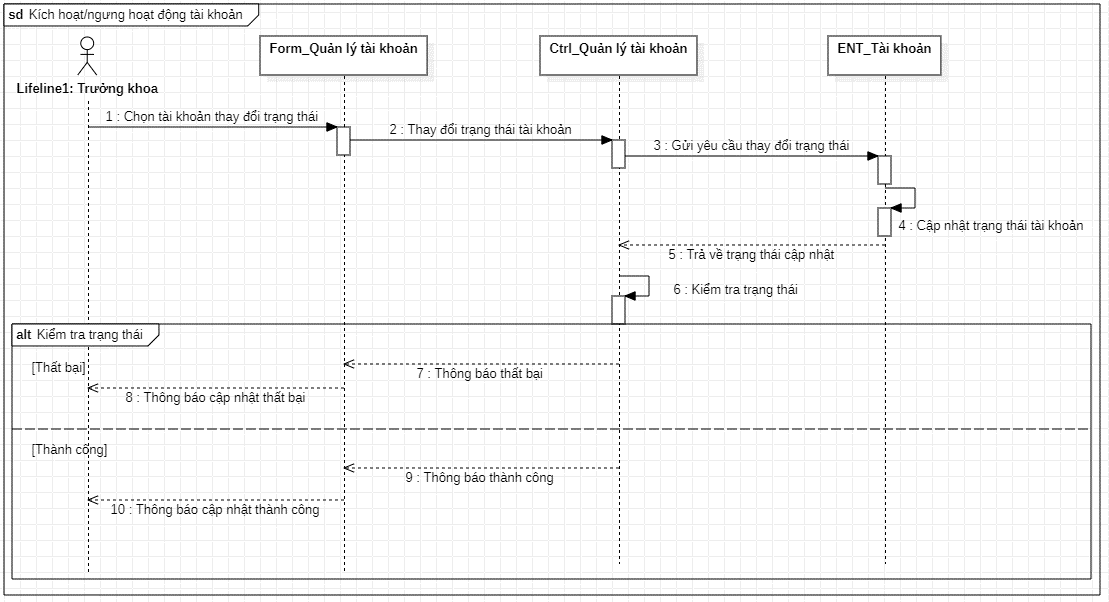 sd Kích hoạt/ngưng hoạt động tài khoản
Form_Quản lý tài khoản
Ctrl_Quản lý tài khoản
ENT_Tài khoản
Lifeline1: Trưởng khoa
1 : Chọn tài khoản thay đổi trạng thái
2 : Thay đổi trạng thái tài khoản
3 : Gửi yêu cầu thay đổi trạng thái
4 : Cập nhật trạng thái tài khoản
5 : Trả về trạng thái cập nhật
6 : Kiểm tra trạng thái
alt Kiểm tra trạng thái
[Thất bại]
7 : Thông báo thất bại
8 : Thông báo cập nhật thất bại
[Thành công]
9 : Thông báo thành công
10 : Thông báo cập nhật thành công